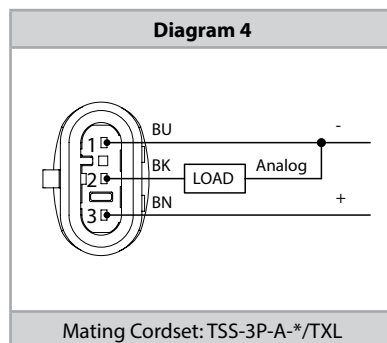 Diagram 4
BU -
1
BK Analog
2 LOAD
BN +
3
Mating Cordset: TSS-3P-A-*/TXL